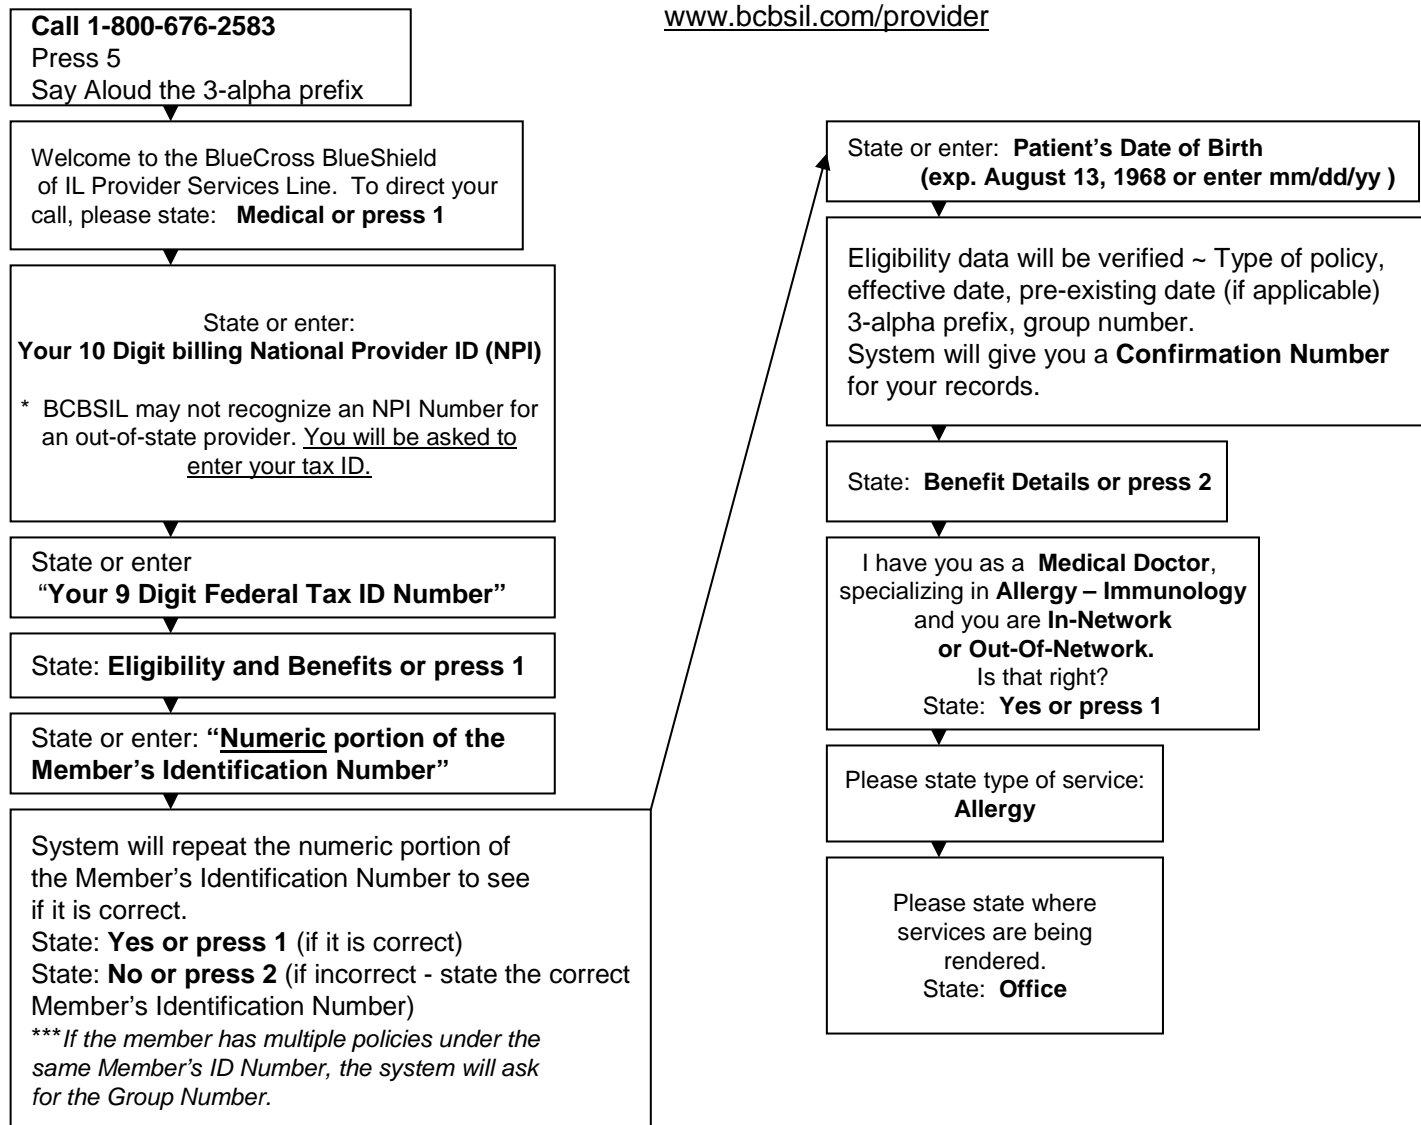 www.bcbsil.com/provider
Call 1-800-676-2583
Press 5
Say Aloud the 3-alpha prefix
Welcome to the BlueCross BlueShield
of IL Provider Services Line. To direct your
call, please state: Medical or press 1
State or enter:
Your 10 Digit billing National Provider ID (NPI)
* BCBSIL may not recognize an NPI Number for
an out-of-state provider. You will be asked to
enter your tax ID.
State or enter
“Your 9 Digit Federal Tax ID Number”
State: Eligibility and Benefits or press 1
State or enter: “Numeric portion of the
Member’s Identification Number”
System will repeat the numeric portion of
the Member’s Identification Number to see
if it is correct.
State: Yes or press 1 (if it is correct)
State: No or press 2 (if incorrect - state the correct
Member’s Identification Number)
***If the member has multiple policies under the
same Member’s ID Number, the system will ask
for the Group Number.
State or enter: Patient’s Date of Birth
(exp. August 13, 1968 or enter mm/dd/yy )
Eligibility data will be verified ~ Type of policy,
effective date, pre-existing date (if applicable)
3-alpha prefix, group number.
System will give you a Confirmation Number
for your records.
State: Benefit Details or press 2
I have you as a Medical Doctor,
specializing in Allergy – Immunology
and you are In-Network
or Out-Of-Network.
Is that right?
State: Yes or press 1
Please state type of service:
Allergy
Please state where
services are being
rendered.
State: Office